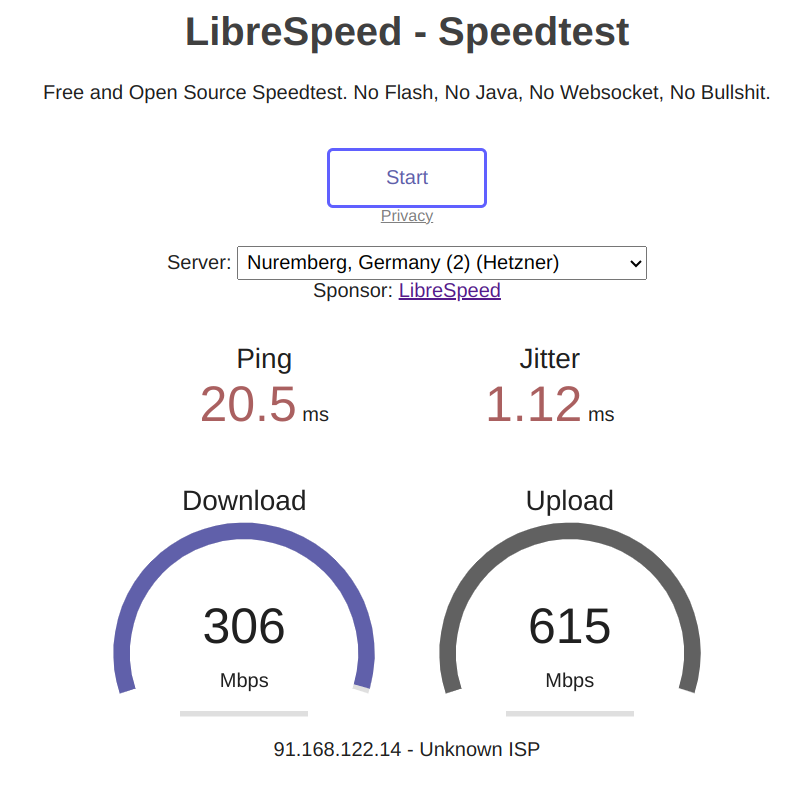 LibreSpeed - Speedtest
Free and Open Source Speedtest. No Flash, No Java, No Websocket, No Bullshit.
Start
Privacy
Server: Nuremberg, Germany (2) (Hetzner)
Sponsor: LibreSpeed
Ping Jitter
20.5 ms 1.12 ms
Download Upload
306 615
Mbps Mbps
91.168.122.14 - Unknown ISP